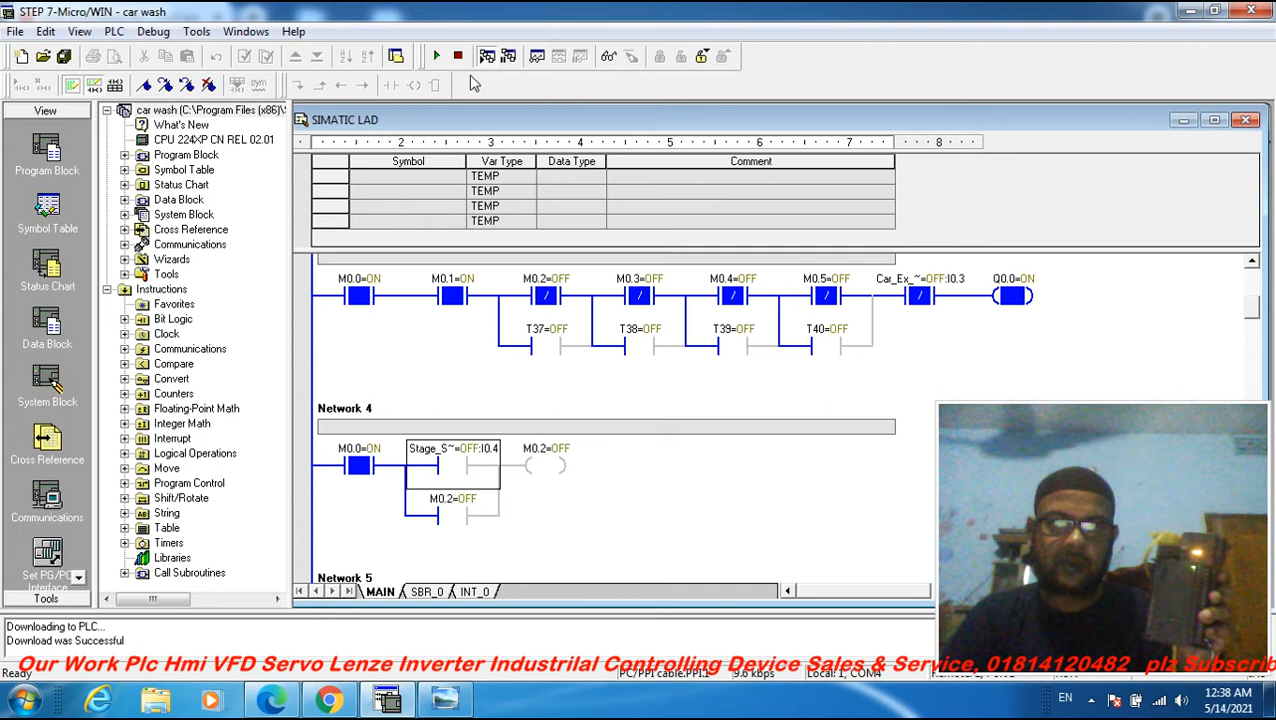 STEP 7-Micro/WIN - car wash
File Edit View PLC Debug Tools Windows Help
View
Program Block
Symbol Table
Status Chart
Data Block
System Block
Cross Reference
Communications
Set PG/PC
Interface
Tools
car wash (C:\Program Files (x86)\S
What's New
CPU 224XP CN REL 02.01
Program Block
Symbol Table
Status Chart
Data Block
System Block
Cross Reference
Communications
Wizards
Tools
Instructions
Favorites
Bit Logic
Clock
Communications
Compare
Convert
Counters
Floating-Point Math
Integer Math
Interrupt
Logical Operations
Move
Program Control
Shift/Rotate
String
Table
Timers
Libraries
Call Subroutines
SIMATIC LAD
2 3 4 5 6 7 8
Symbol Var Type Data Type Comment
TEMP
TEMP
TEMP
TEMP
M0.0=ON M0.1=ON M0.2=OFF M0.3=OFF M0.4=OFF M0.5=OFF Car_Ex_~=OFF:I0.3 Q0.0=ON
T37=OFF T38=OFF T39=OFF T40=OFF
Network 4
M0.0=ON Stage_S~=OFF:I0.4 M0.2=OFF
M0.2=OFF
Network 5
MAIN SBR_0 INT_0
Downloading to PLC...
Download was Successful
Our Work Plc Hmi VFD Servo Lenze Inverter Industrilal Controlling Device Sales & Service, 01814120482 plz Subscrib
Ready PC/PPI cable.PPI.1 9.6 kbps Local: 1, COM4
EN
12:38 AM
5/14/2021